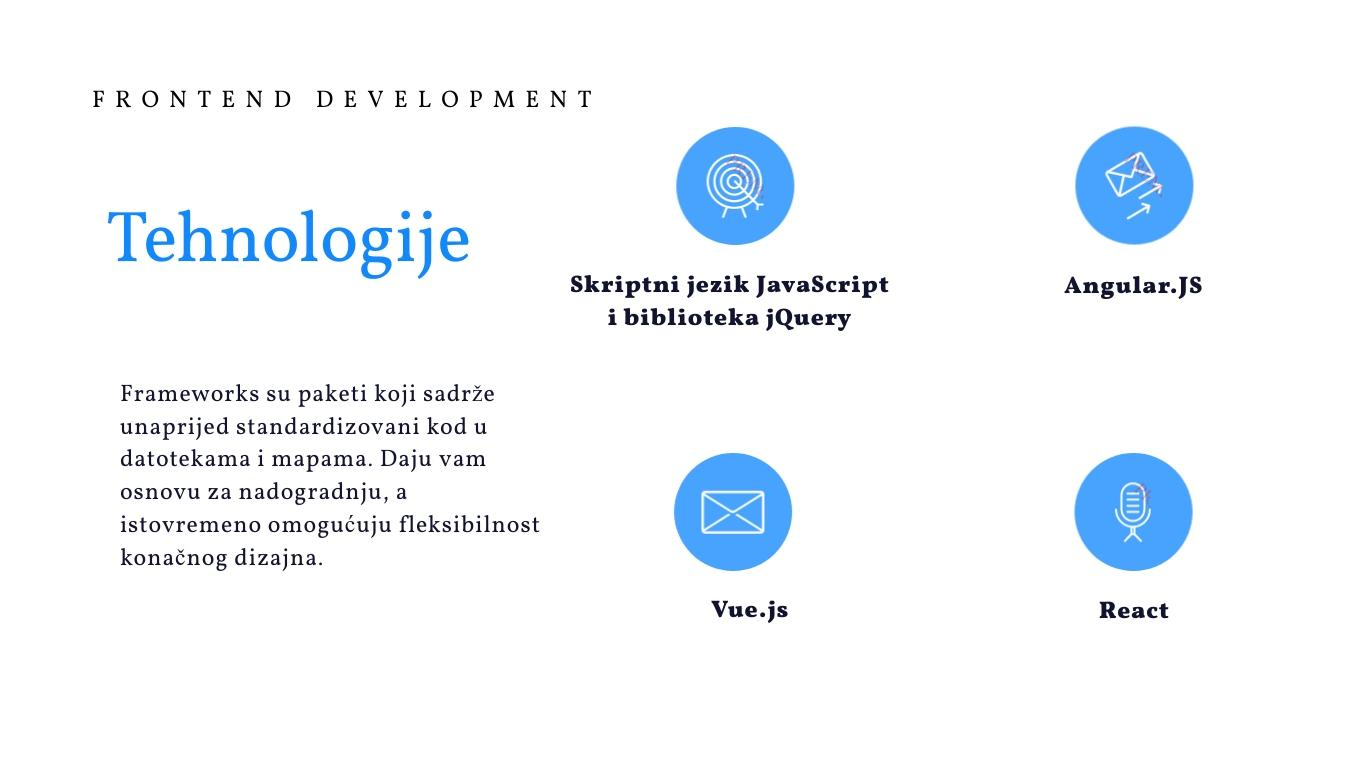 FRONTEND DEVELOPMENT
Tehnologije
Frameworks su paketi koji sadrže
unaprijed standardizovani kod u
datotekama i mapama. Daju vam
osnovu za nadogradnju, a
istovremeno omogućuju fleksibilnost
konačnog dizajna.
Skriptni jezik JavaScript
i biblioteka jQuery
Angular.JS
Vue.js
React